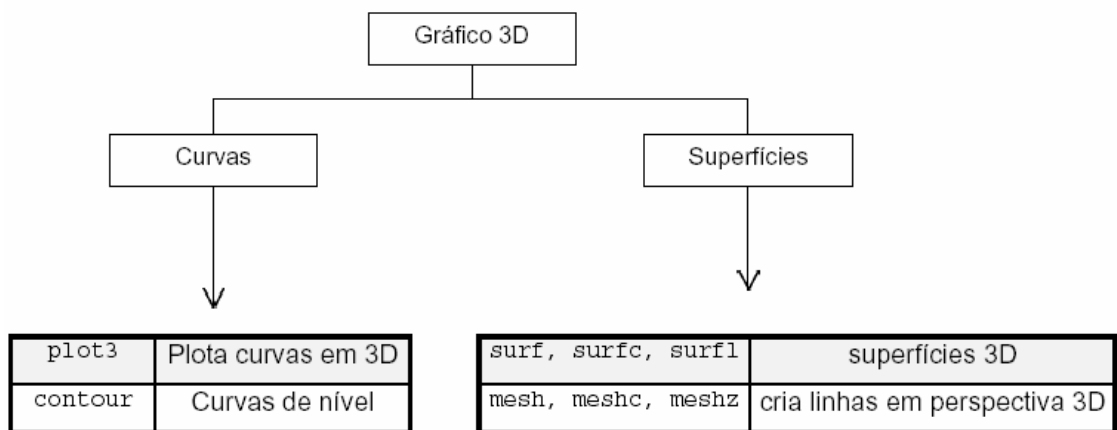 Gráfico 3D
Curvas
Superfícies
plot3
Plota curvas em 3D
contour
Curvas de nível
surf, surfc, surfl
superfícies 3D
mesh, meshc, meshz
cria linhas em perspectiva 3D